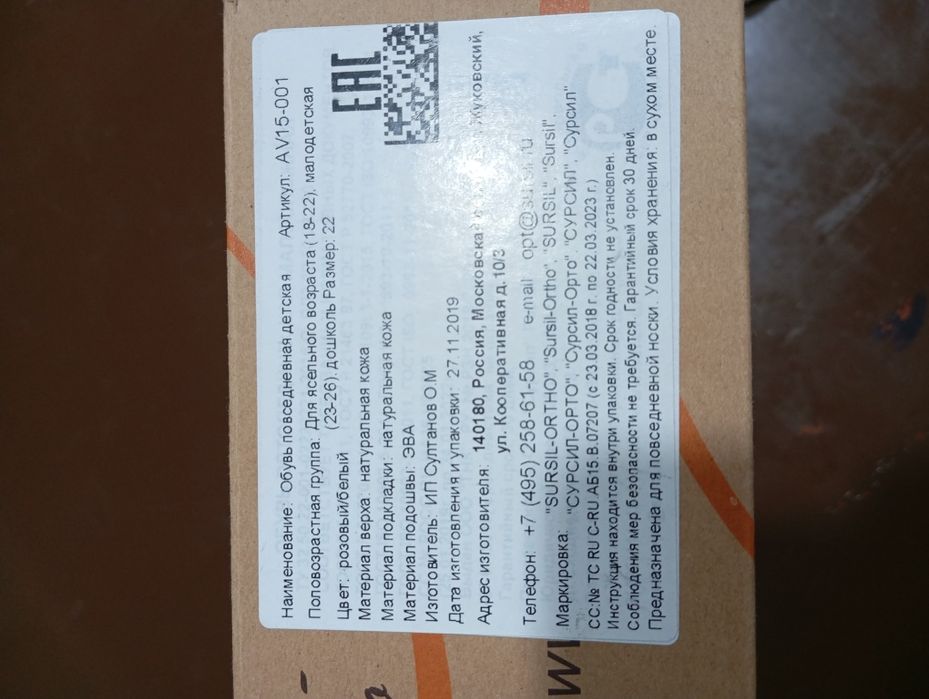 Наименование: Обувь повседневная детская Артикул: AV15-001
Половозрастная группа: Для ясельного возраста (18-22), малодетская
(23-26), дошколь Размер: 22
Цвет: розовый/белый
Материал верха: натуральная кожа
Материал подкладки: натуральная кожа
Материал подошвы: ЭВА
Изготовитель: ИП Султанов О.М
Дата изготовления и упаковки: 27.11.2019
Адрес изготовителя: 140180, Россия, Московская Жуковский,
ул. Кооперативная д.10/3
Телефон: +7 (495) 258-61-58 e-mail
Маркировка: "SURSIL-ORTHO", "Sursil-Ortho", "SURSIL", "Sursil",
"СУРСИЛ-ОРТО", "Сурсил-Орто", "СУРСИЛ", "Сурсил"
СС:№ ТС RU C-RU АБ15.В.07207 (с 23.03.2018 г. по 22.03.2023 г.)
Инструкция находится внутри упаковки. Срок годности не установлен.
Соблюдения мер безопасности не требуется. Гарантийный срок 30 дней.
Предназначена для повседневной носки. Условия хранения: в сухом месте.
EAC